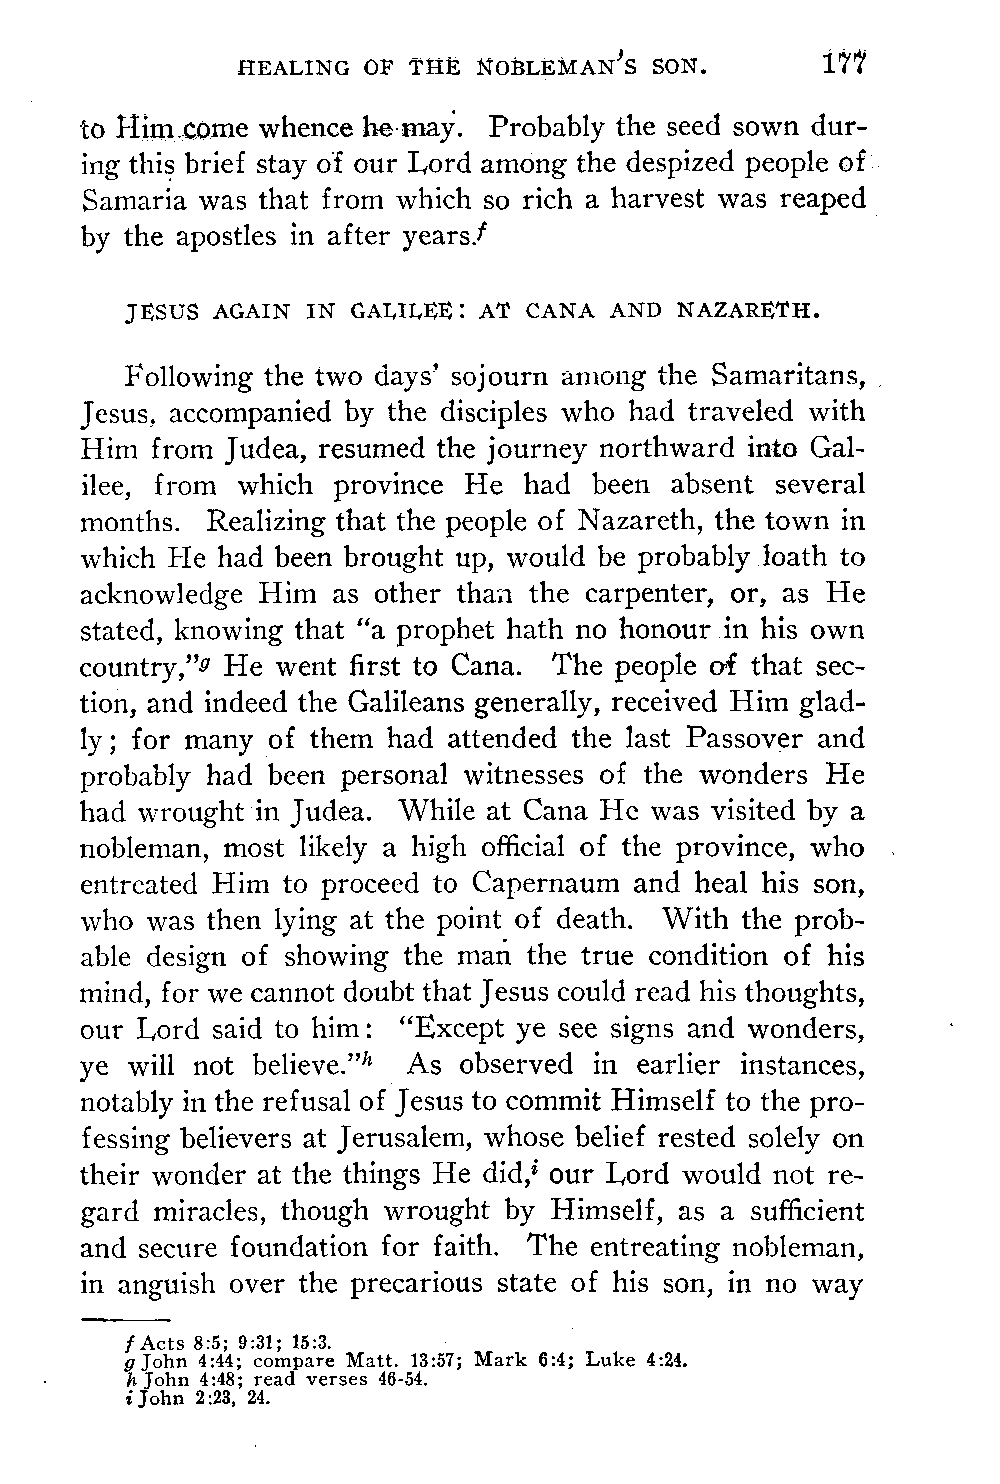 HEALING OF THE NOBLEMAN'S SON. 177
to Him come whence he may. Probably the seed sown dur-
ing this brief stay of our Lord among the despized people of
Samaria was that from which so rich a harvest was reaped
by the apostles in after years.f
JESUS AGAIN IN GALILEE: AT CANA AND NAZARETH.
Following the two days' sojourn among the Samaritans,
Jesus, accompanied by the disciples who had traveled with
Him from Judea, resumed the journey northward into Gal-
ilee, from which province He had been absent several
months. Realizing that the people of Nazareth, the town in
which He had been brought up, would be probably loath to
acknowledge Him as other than the carpenter, or, as He
stated, knowing that "a prophet hath no honour in his own
country,"g He went first to Cana. The people of that sec-
tion, and indeed the Galileans generally, received Him glad-
ly; for many of them had attended the last Passover and
probably had been personal witnesses of the wonders He
had wrought in Judea. While at Cana He was visited by a
nobleman, most likely a high official of the province, who
entreated Him to proceed to Capernaum and heal his son,
who was then lying at the point of death. With the prob-
able design of showing the man the true condition of his
mind, for we cannot doubt that Jesus could read his thoughts,
our Lord said to him: "Except ye see signs and wonders,
ye will not believe."h As observed in earlier instances,
notably in the refusal of Jesus to commit Himself to the pro-
fessing believers at Jerusalem, whose belief rested solely on
their wonder at the things He did,i our Lord would not re-
gard miracles, though wrought by Himself, as a sufficient
and secure foundation for faith. The entreating nobleman,
in anguish over the precarious state of his son, in no way
f Acts 8:5; 9:31; 15:3.
g John 4:44; compare Matt. 13:57; Mark 6:4; Luke 4:24.
h John 4:48; read verses 46-54.
i John 2:23, 24.